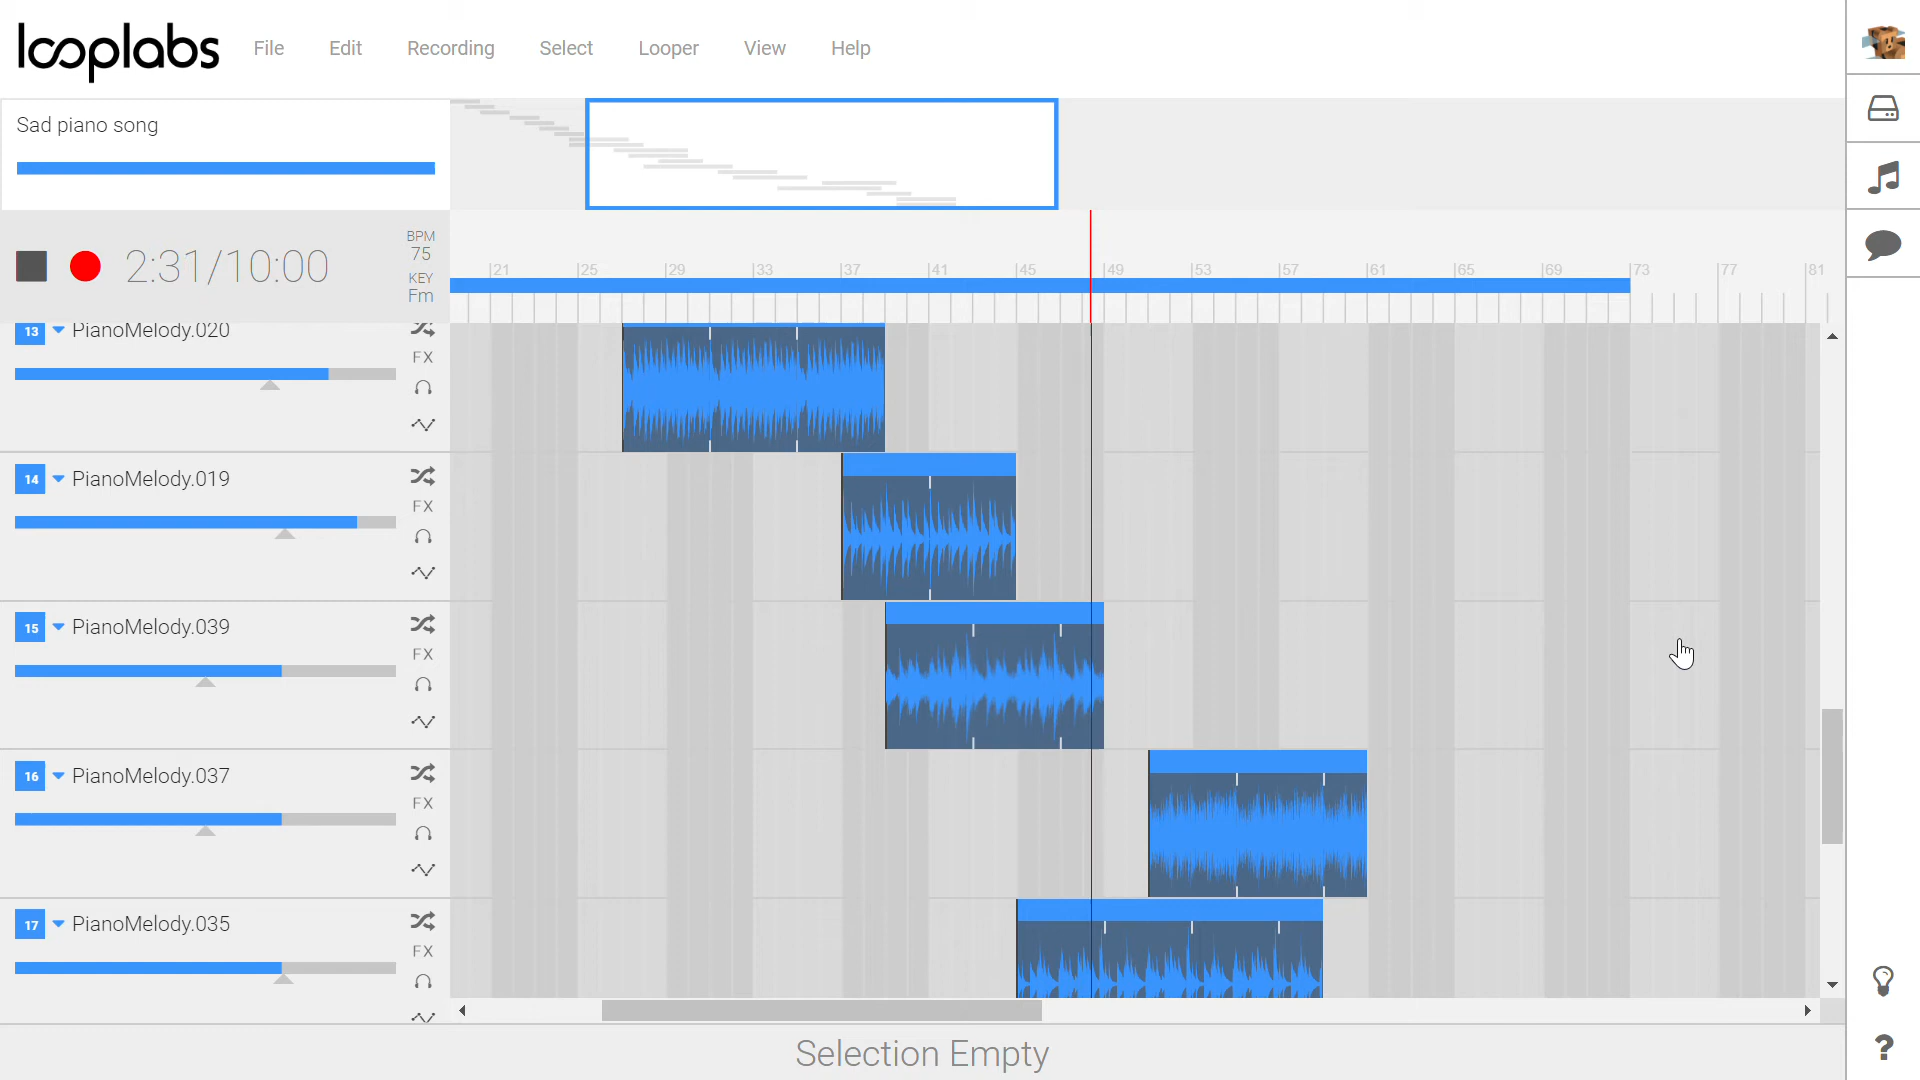 looplabs File Edit Recording Select Looper View Help
Sad piano song
2:31/10:00
BPM
75
KEY
Fm
21 25 29 33 37 41 45 49 53 57 61 65 69 73 77 81
13 PianoMelody.020
FX
14 PianoMelody.019
FX
15 PianoMelody.039
FX
16 PianoMelody.037
FX
17 PianoMelody.035
FX
?
Selection Empty